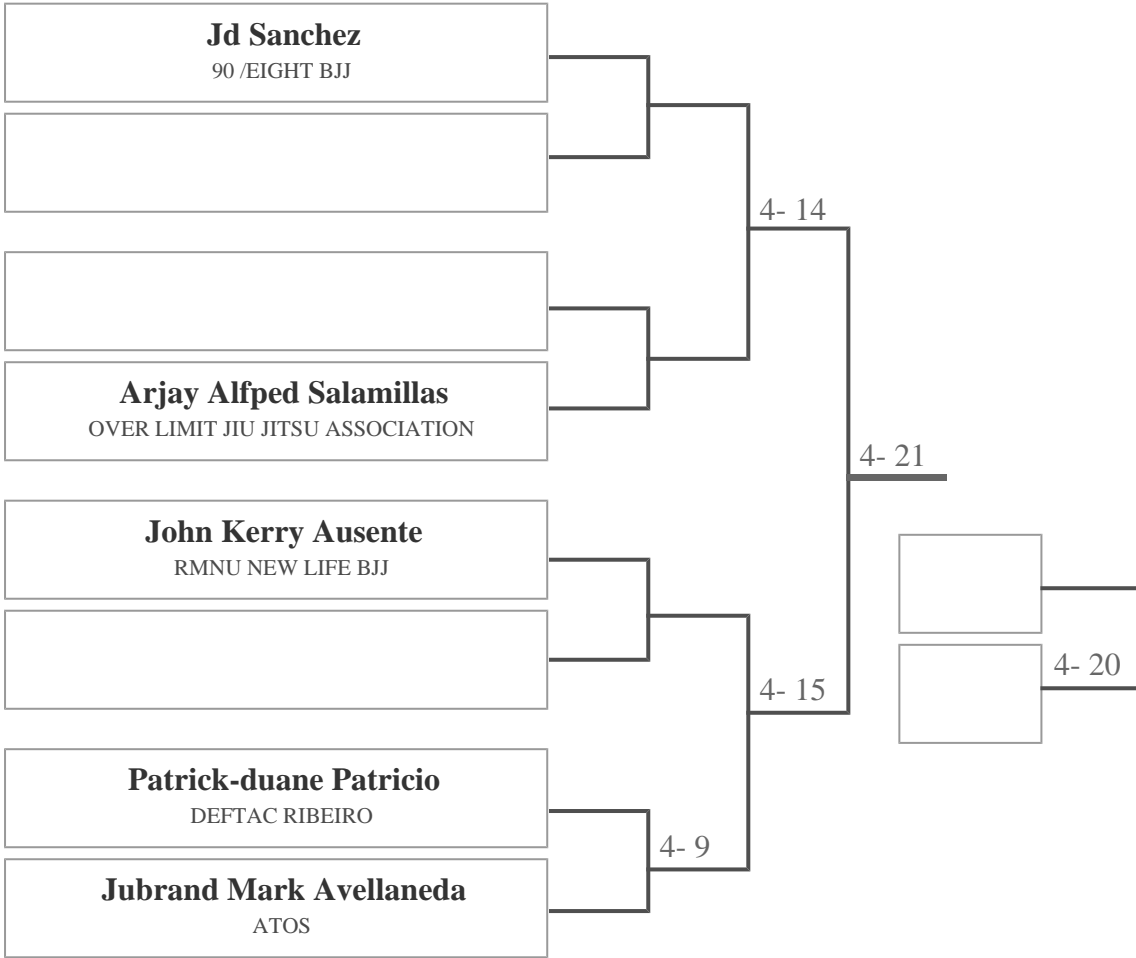 Jd Sanchez
90 /EIGHT BJJ
4- 14
Arjay Alfped Salamillas
OVER LIMIT JIU JITSU ASSOCIATION
4- 21
John Kerry Ausente
RMNU NEW LIFE BJJ
4- 20
4- 15
Patrick-duane Patricio
DEFTAC RIBEIRO
4- 9
Jubrand Mark Avellaneda
ATOS